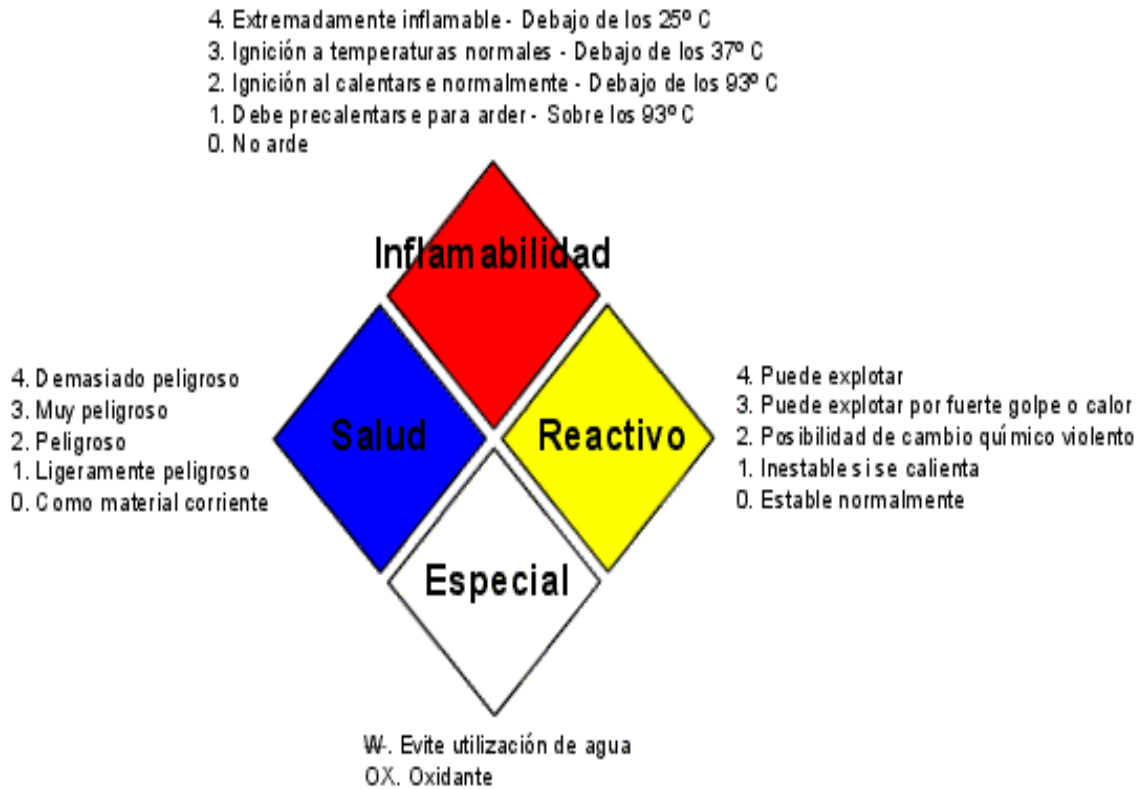 4. Extremadamente inflamable - Debajo de los 25º C
3. Ignición a temperaturas normales - Debajo de los 37º C
2. Ignición al calentarse normalmente - Debajo de los 93º C
1. Debe precalentarse para arder - Sobre los 93º C
0. No arde
Inflamabilidad
4. Demasiado peligroso
3. Muy peligroso
2. Peligroso
1. Ligeramente peligroso
0. Como material corriente
Salud
Reactivo
4. Puede explotar
3. Puede explotar por fuerte golpe o calor
2. Posibilidad de cambio químico violento
1. Inestable si se calienta
0. Estable normalmente
Especial
W-. Evite utilización de agua
OX. Oxidante